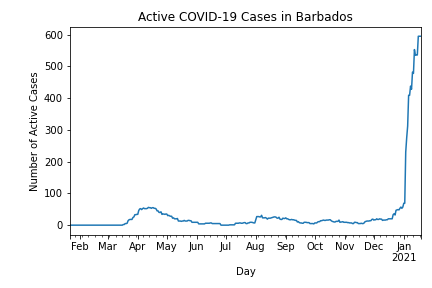 Active COVID-19 Cases in Barbados
Number of Active Cases
600
500
400
300
200
100
0
Feb Mar Apr May Jun Jul Aug Sep Oct Nov Dec Jan
2021
Day